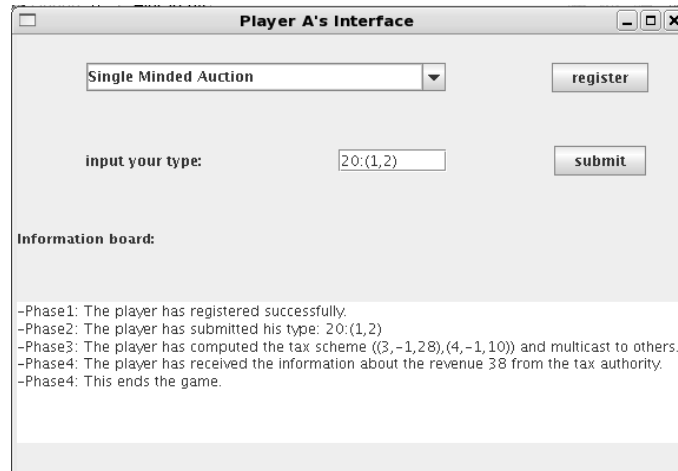 Player A's Interface
Single Minded Auction
register
input your type:
20:(1,2)
submit
Information board:
-Phase1: The player has registered successfully.
-Phase2: The player has submitted his type: 20:(1,2)
-Phase3: The player has computed the tax scheme ((3,-1,28),(4,-1,10)) and multicast to others.
-Phase4: The player has received the information about the revenue 38 from the tax authority.
-Phase4: This ends the game.